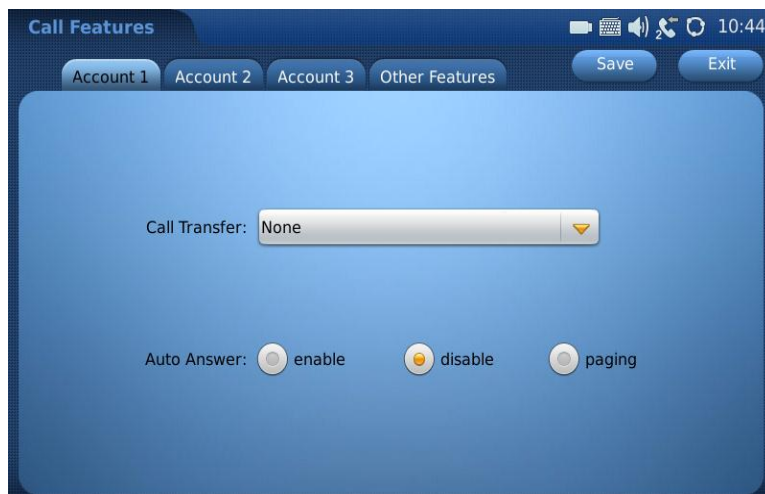 Call Features 2 10:44
Account 1 Account 2 Account 3 Other Features Save Exit
Call Transfer: None
Auto Answer: enable disable paging